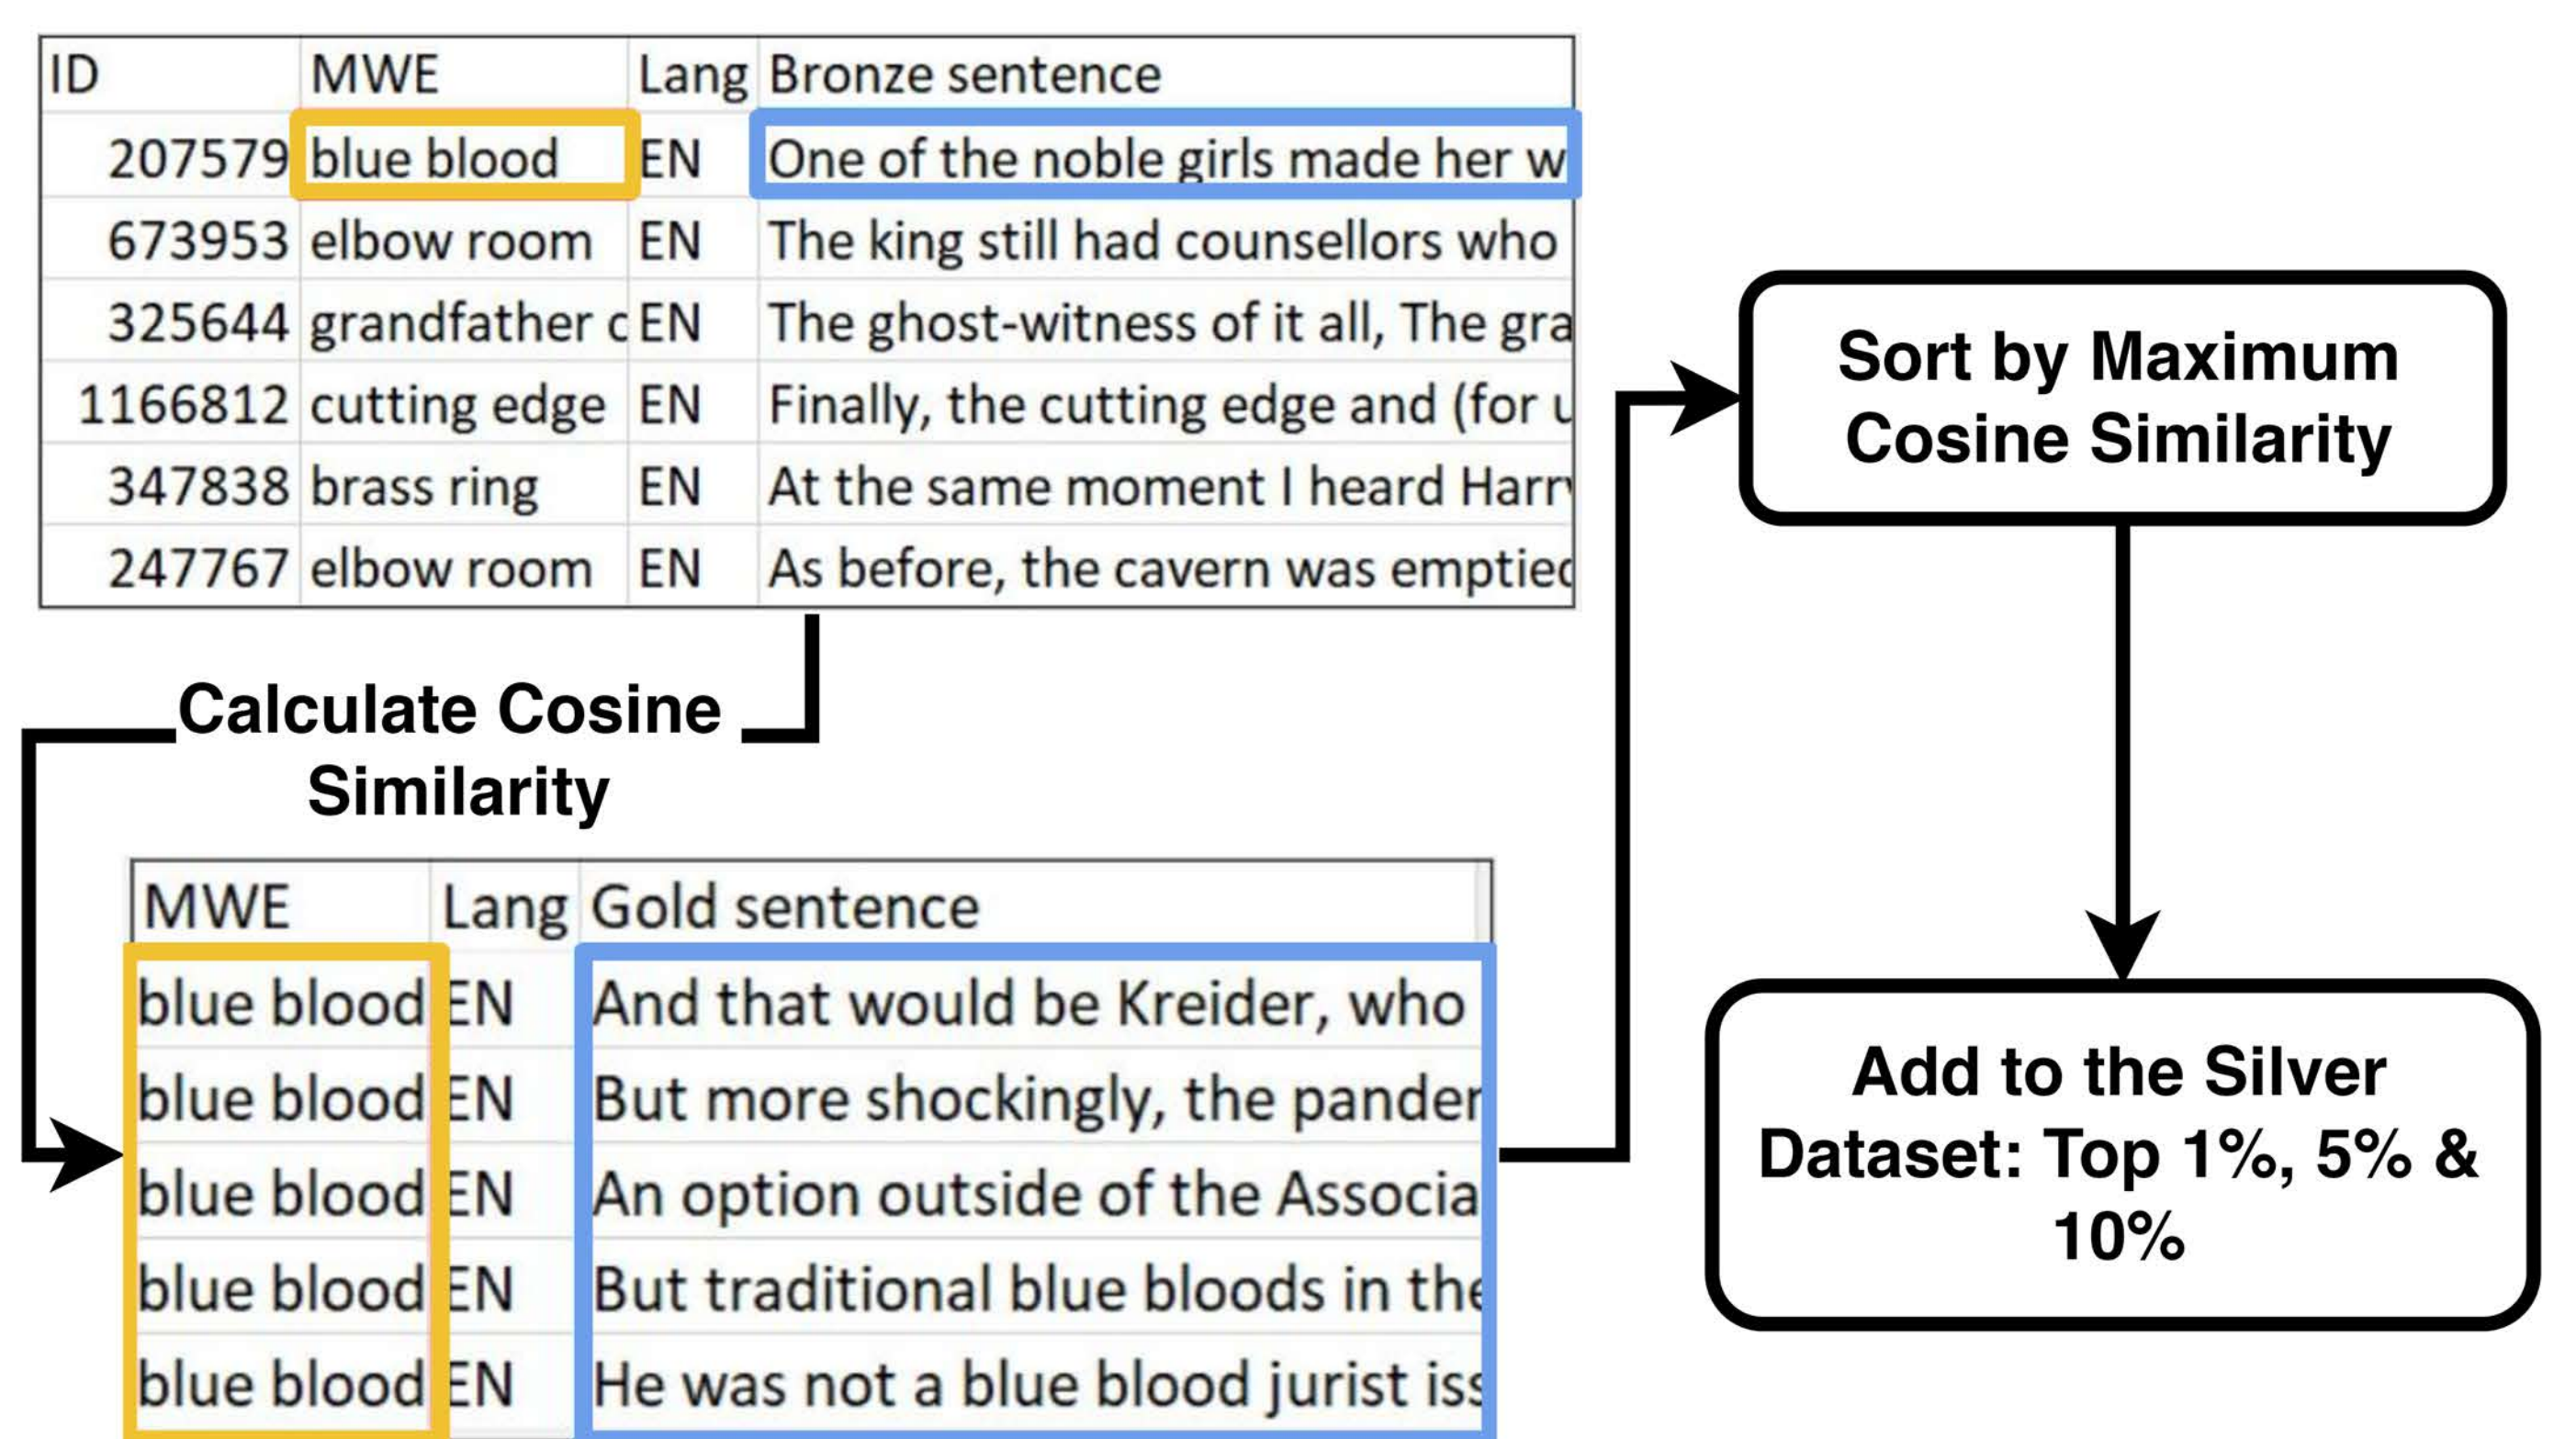 ID MWE Lang Bronze sentence
207579 blue blood EN One of the noble girls made her w
673953 elbow room EN The king still had counsellors who
325644 grandfather c EN The ghost-witness of it all, The gra
1166812 cutting edge EN Finally, the cutting edge and (for u
347838 brass ring EN At the same moment I heard Harr
247767 elbow room EN As before, the cavern was emptied
Calculate Cosine
Similarity
MWE Lang Gold sentence
blue blood EN And that would be Kreider, who
blue blood EN But more shockingly, the pander
blue blood EN An option outside of the Associa
blue blood EN But traditional blue bloods in the
blue blood EN He was not a blue blood jurist iss
Sort by Maximum
Cosine Similarity
Add to the Silver
Dataset: Top 1%, 5% &
10%